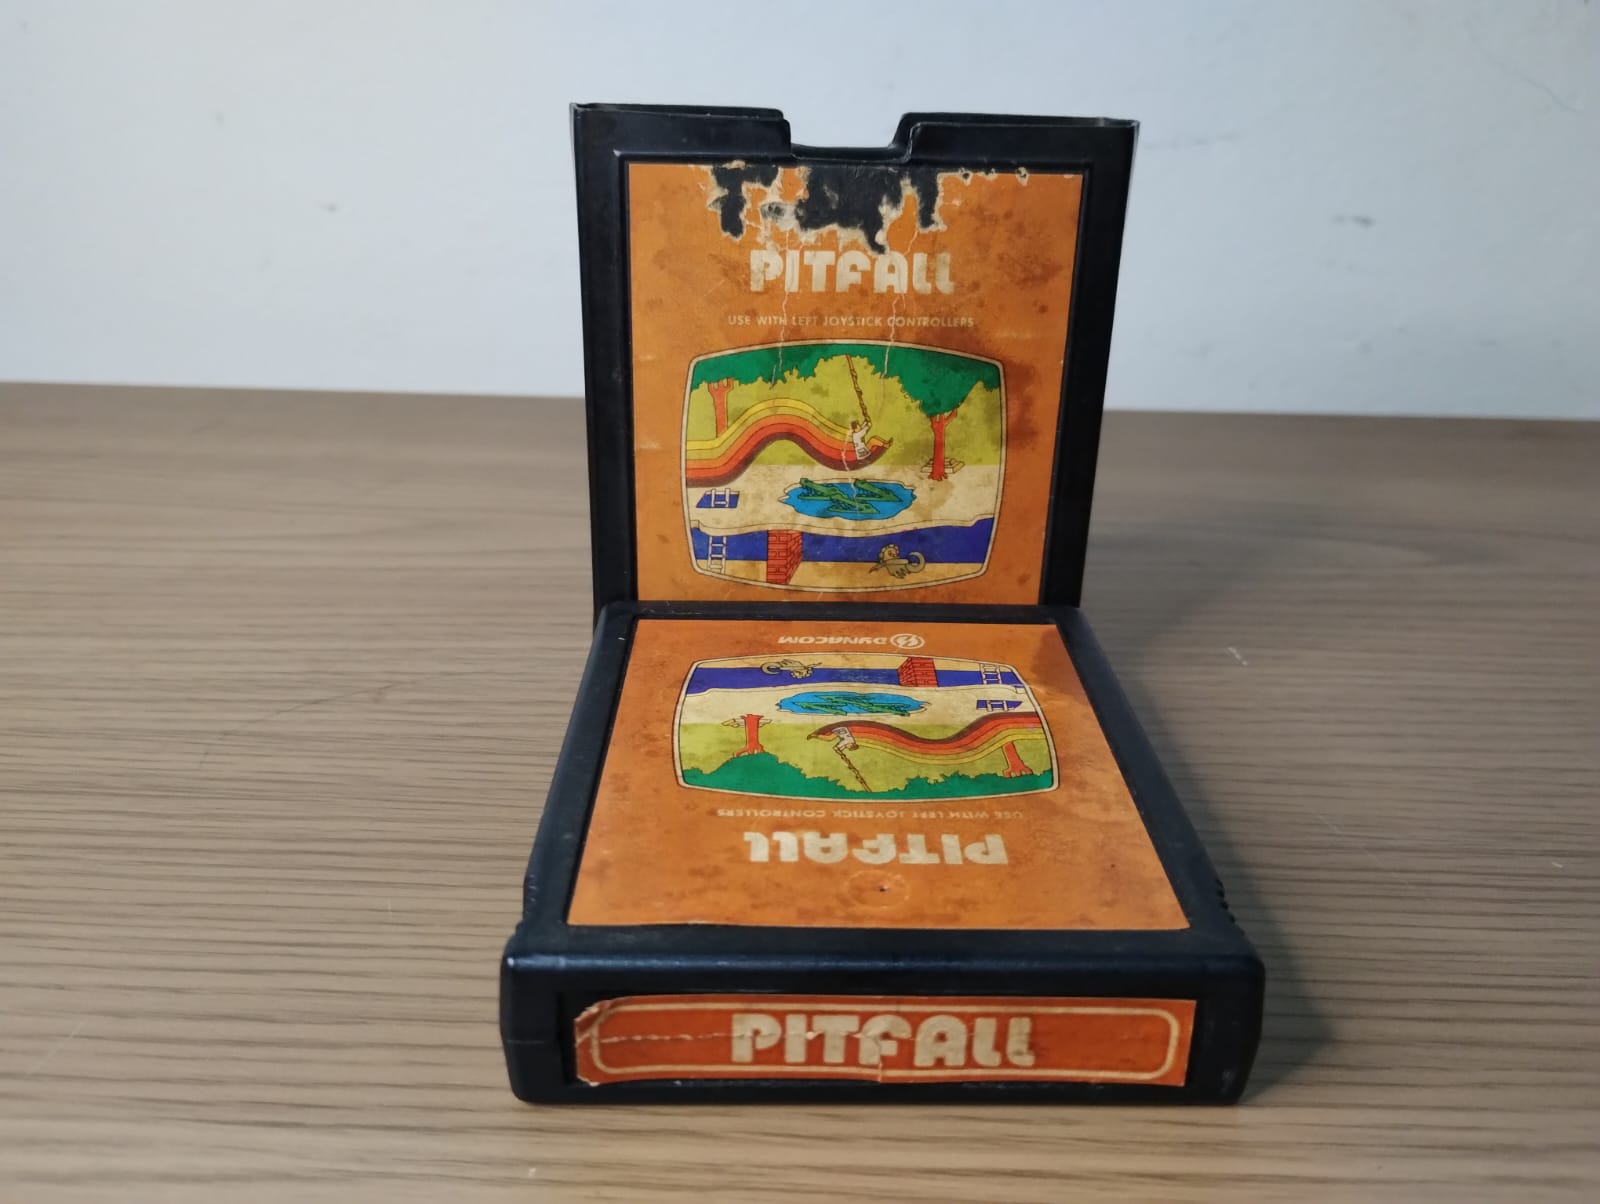 PITFALL
USE WITH LEFT JOYSTICK CONTROLLERS
DYNACOM
USE WITH LEFT JOYSTICK CONTROLLERS
PITFALL
PITFALL